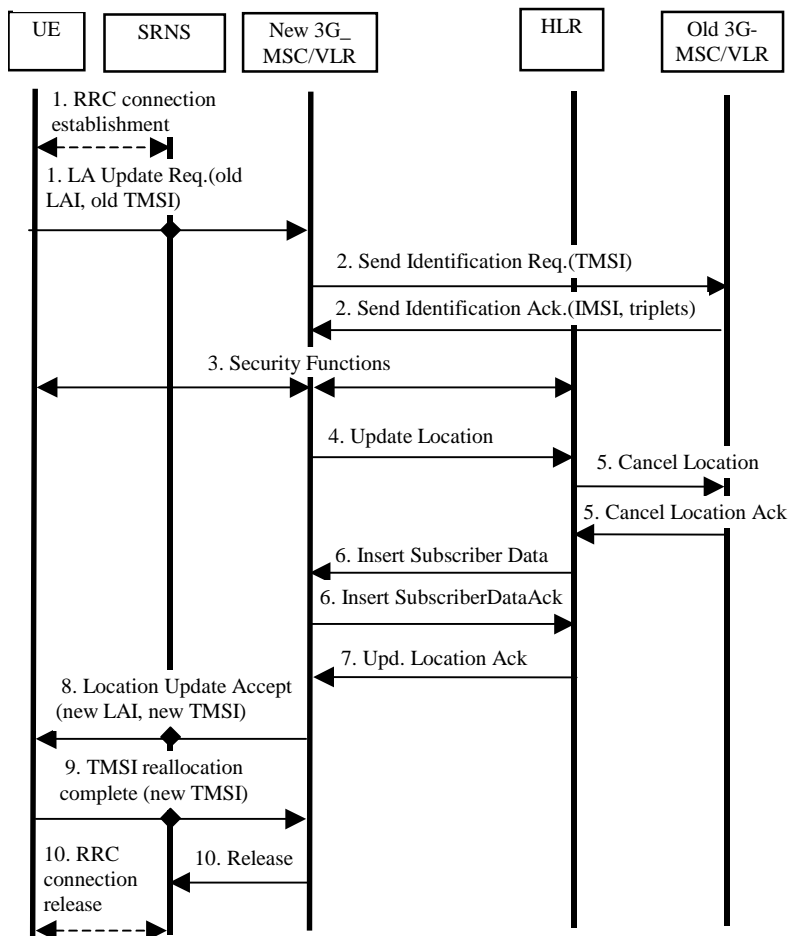 UE
SRNS
New 3G_
MSC/VLR
HLR
Old 3G-
MSC/VLR
1. RRC connection
establishment
1. LA Update Req.(old
LAI, old TMSI)
2. Send Identification Req.(TMSI)
2. Send Identification Ack.(IMSI, triplets)
3. Security Functions
4. Update Location
5. Cancel Location
5. Cancel Location Ack
6. Insert Subscriber Data
6. Insert SubscriberDataAck
7. Upd. Location Ack
8. Location Update Accept
(new LAI, new TMSI)
9. TMSI reallocation
complete (new TMSI)
10. RRC
connection
release
10. Release